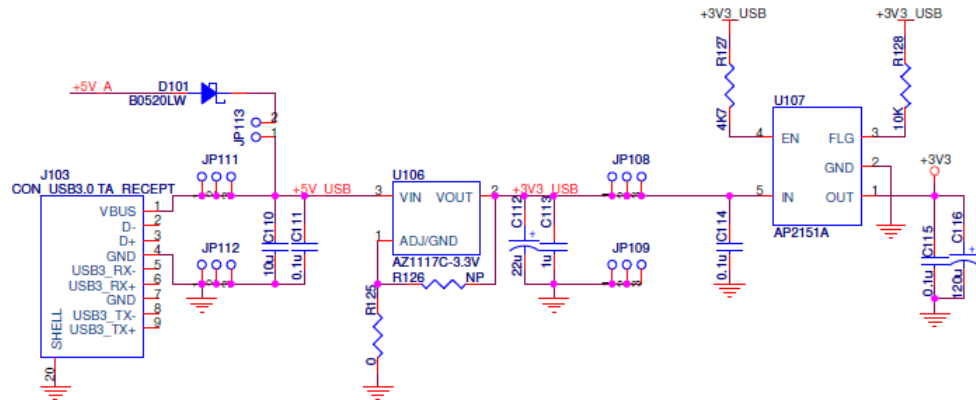 +3V3_USB
+3V3_USB
R127
4K7
R128
10K
+5V_A
D101
B0520LW
2
1
JP113
U107
4 EN
FLG 3
GND 2
5 IN
OUT 1
AP2151A
+3V3
J103
CON_USB3.0 TA_RECEPT
VBUS 1
D- 2
D+ 3
GND 4
USB3_RX- 5
USB3_RX+ 6
GND 7
USB3_TX- 8
USB3_TX+ 9
SHELL
20
JP111
JP112
+5V_USB
C110
10u
C111
0.1u
U106
3 VIN
VOUT 2
1 ADJ/GND
AZ1117C-3.3V
R126
NP
R125
0
+3V3_USB
C112
+
22u
C113
1u
JP108
JP109
C114
0.1u
C115
0.1u
C116
+
120u